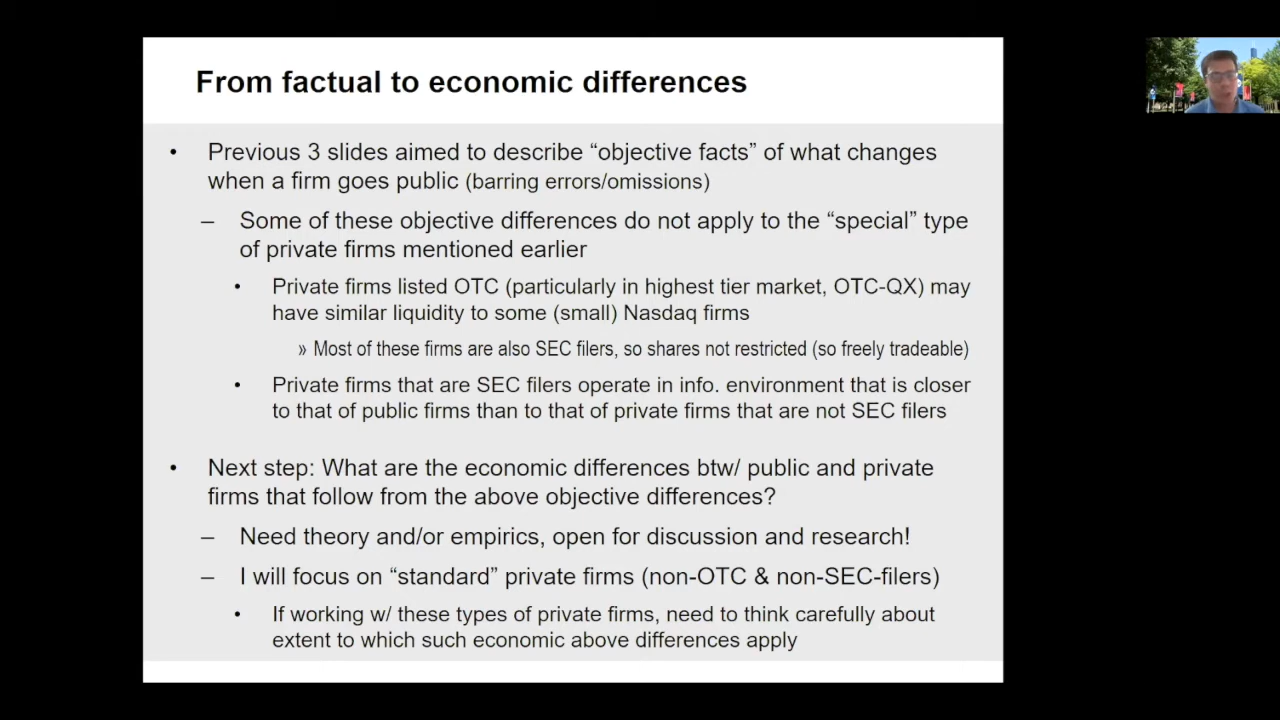 From factual to economic differences
• Previous 3 slides aimed to describe “objective facts” of what changes
when a firm goes public (barring errors/omissions)
– Some of these objective differences do not apply to the “special” type
of private firms mentioned earlier
• Private firms listed OTC (particularly in highest tier market, OTC-QX) may
have similar liquidity to some (small) Nasdaq firms
» Most of these firms are also SEC filers, so shares not restricted (so freely tradeable)
• Private firms that are SEC filers operate in info. environment that is closer
to that of public firms than to that of private firms that are not SEC filers
• Next step: What are the economic differences btw/ public and private
firms that follow from the above objective differences?
– Need theory and/or empirics, open for discussion and research!
– I will focus on “standard” private firms (non-OTC & non-SEC-filers)
• If working w/ these types of private firms, need to think carefully about
extent to which such economic above differences apply